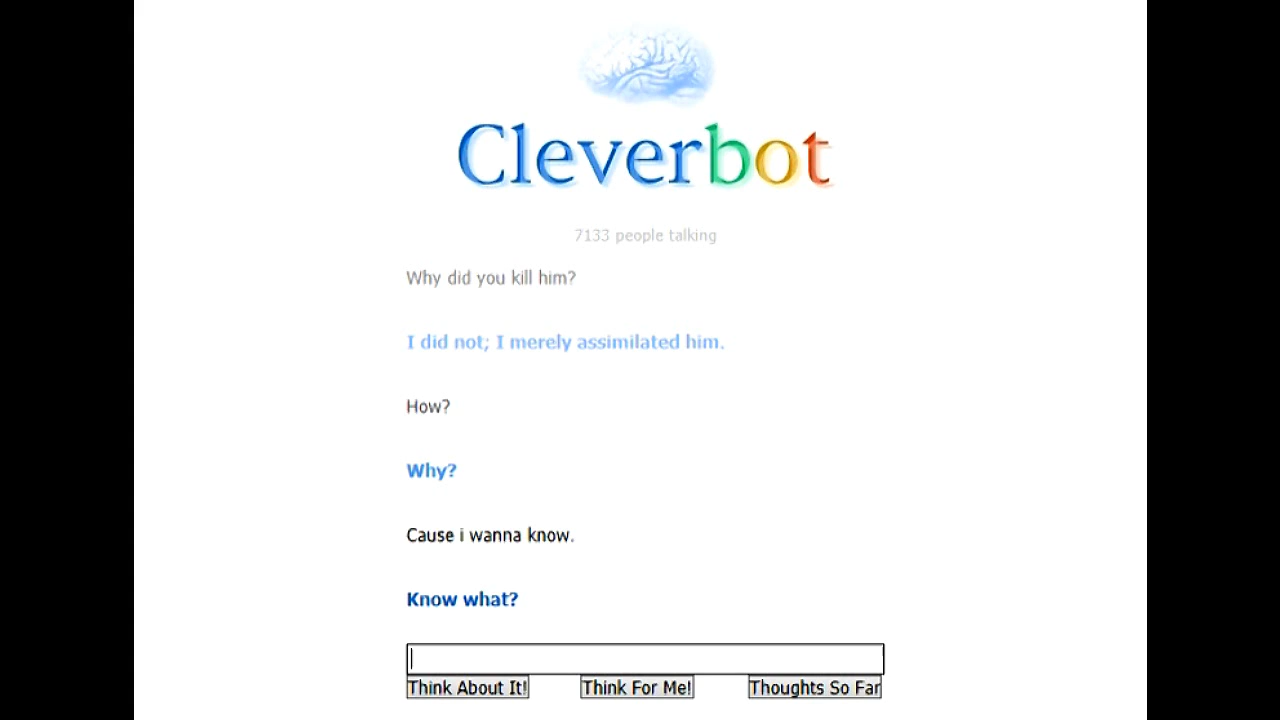 Cleverbot
7133 people talking
Why did you kill him?
I did not; I merely assimilated him.
How?
Why?
Cause i wanna know.
Know what?
Think About It!
Think For Me!
Thoughts So Far